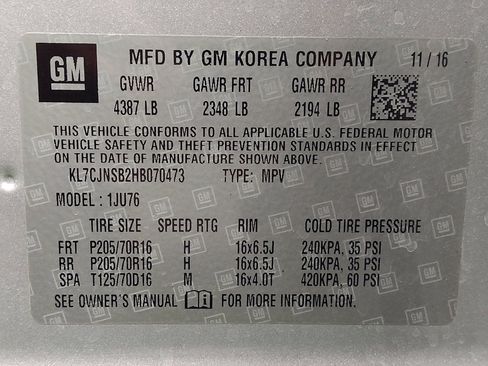 GM MFD BY GM KOREA COMPANY 11/16
GVWR GAWR FRT GAWR RR
4387 LB 2348 LB 2194 LB
THIS VEHICLE CONFORMS TO ALL APPLICABLE U.S. FEDERAL MOTOR
VEHICLE SAFETY AND THEFT PREVENTION STANDARDS IN EFFECT
ON THE DATE OF MANUFACTURE SHOWN ABOVE.
KL7CJNSB2HB070473 TYPE: MPV
MODEL: 1JU76
TIRE SIZE SPEED RTG RIM COLD TIRE PRESSURE
FRT P205/70R16 H 16x6.5J 240KPA, 35 PSI
RR P205/70R16 H 16x6.5J 240KPA, 35 PSI
SPA T125/70D16 M 16x4.0T 420KPA, 60 PSI
SEE OWNER'S MANUAL FOR MORE INFORMATION.